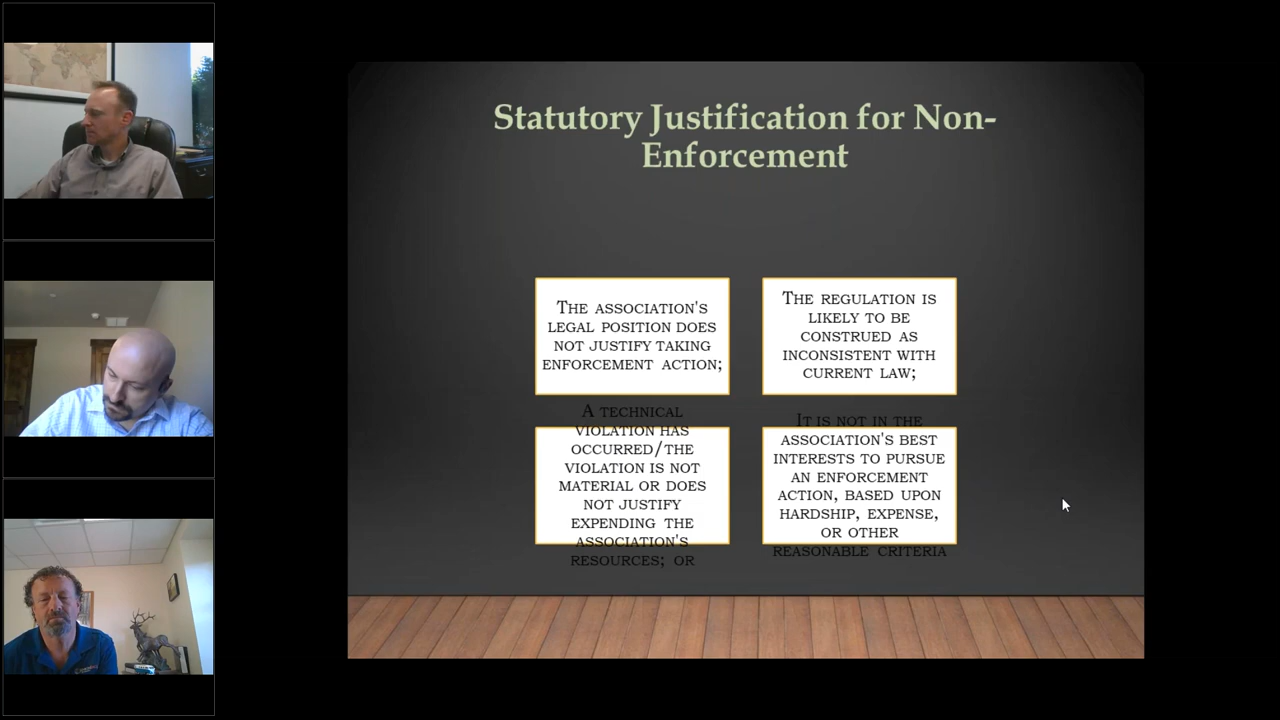 Statutory Justification for Non-
Enforcement
The association's
legal position does
not justify taking
enforcement action;
The regulation is
likely to be
construed as
inconsistent with
current law;
A technical
violation has
occurred/the
violation is not
material or does
not justify
expending the
association's
resources; or
It is not in the
association's best
interests to pursue
an enforcement
action, based upon
hardship, expense,
or other
reasonable criteria